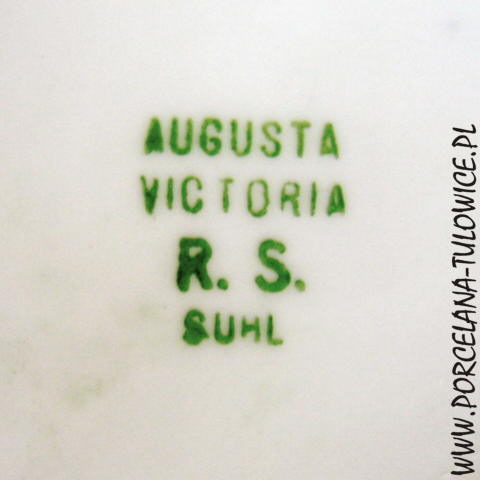 AUGUSTA
VICTORIA
R. S.
SUHL
WWW.PORCELANA-TULOWICE.PL